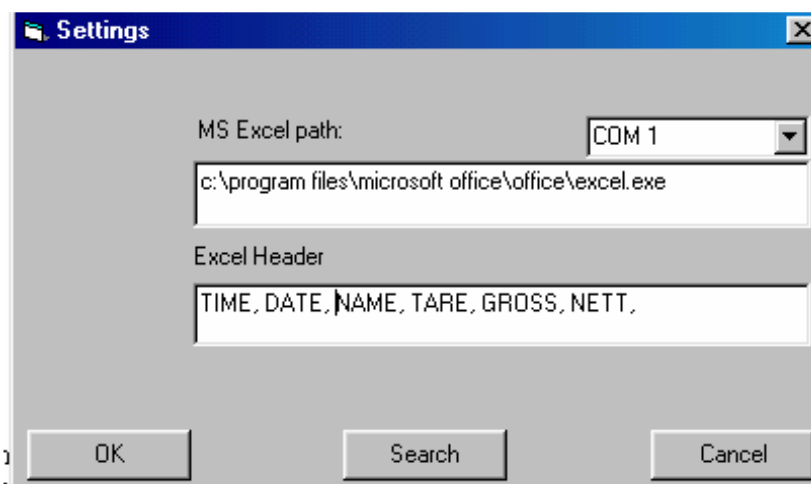 Settings
MS Excel path:
COM 1
c:\program files\microsoft office\office\excel.exe
Excel Header
TIME, DATE, NAME, TARE, GROSS, NETT,
OK
Search
Cancel